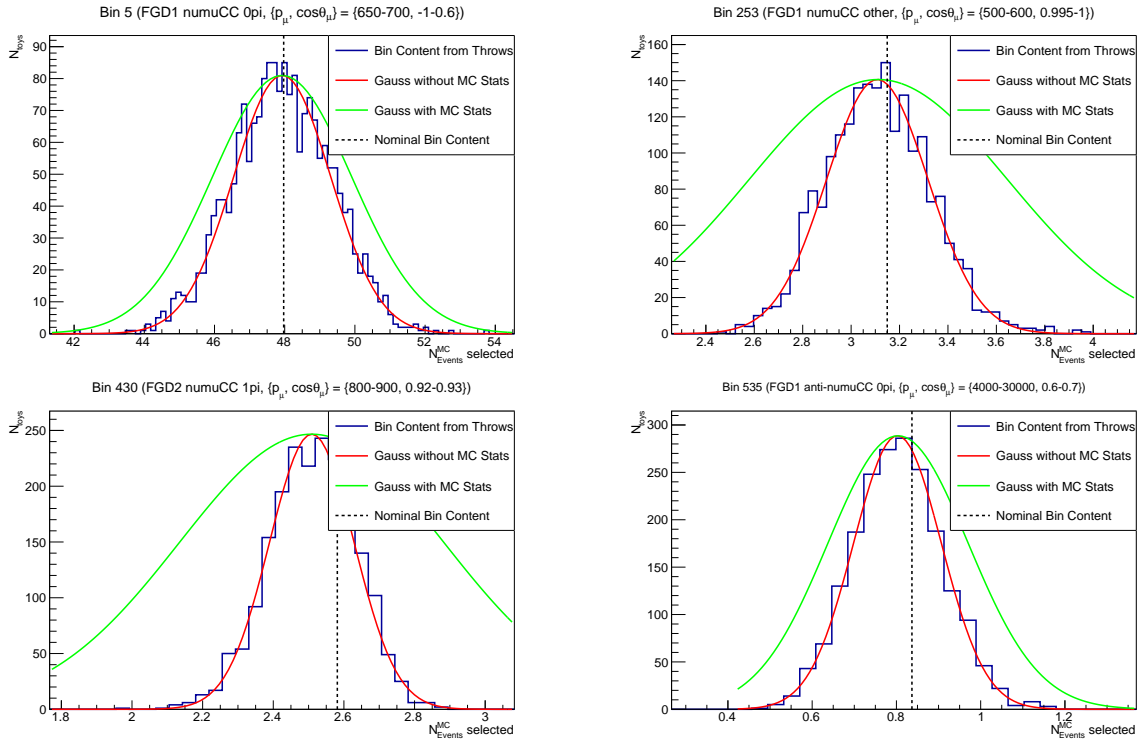 Bin 5 (FGD1 numuCC 0pi, {p_μ, cosθ_μ} = {650-700, -1-0.6})
N_toys
90
80
70
60
50
40
30
20
10
0
Bin Content from Throws
Gauss without MC Stats
Gauss with MC Stats
Nominal Bin Content
42 44 46 48 50 52 54
N^MC_Events selected
Bin 253 (FGD1 numuCC other, {p_μ, cosθ_μ} = {500-600, 0.995-1})
N_toys
160
140
120
100
80
60
40
20
0
Bin Content from Throws
Gauss without MC Stats
Gauss with MC Stats
Nominal Bin Content
2.4 2.6 2.8 3 3.2 3.4 3.6 3.8 4
N^MC_Events selected
Bin 430 (FGD2 numuCC 1pi, {p_μ, cosθ_μ} = {800-900, 0.92-0.93})
N_toys
250
200
150
100
50
0
Bin Content from Throws
Gauss without MC Stats
Gauss with MC Stats
Nominal Bin Content
1.8 2 2.2 2.4 2.6 2.8 3
N^MC_Events selected
Bin 535 (FGD1 anti-numuCC 0pi, {p_μ, cosθ_μ} = {4000-30000, 0.6-0.7})
N_toys
300
250
200
150
100
50
0
Bin Content from Throws
Gauss without MC Stats
Gauss with MC Stats
Nominal Bin Content
0.4 0.6 0.8 1 1.2
N^MC_Events selected